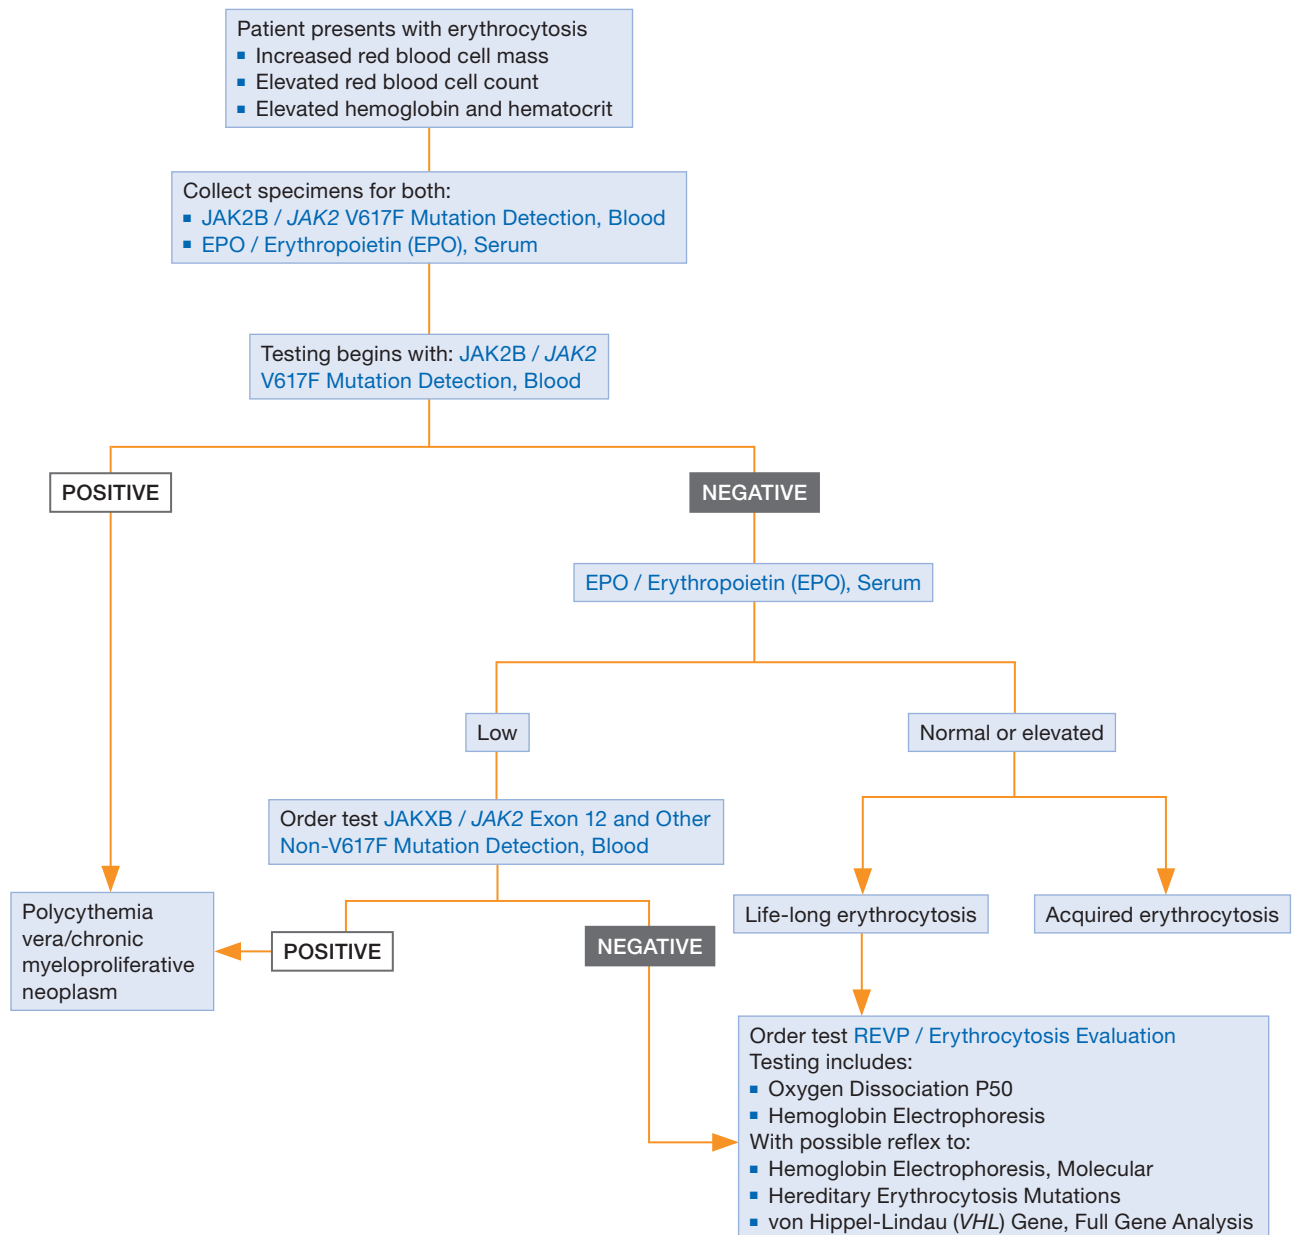 Patient presents with erythrocytosis
▪ Increased red blood cell mass
▪ Elevated red blood cell count
▪ Elevated hemoglobin and hematocrit
Collect specimens for both:
▪ JAK2B / JAK2 V617F Mutation Detection, Blood
▪ EPO / Erythropoietin (EPO), Serum
Testing begins with: JAK2B / JAK2
V617F Mutation Detection, Blood
POSITIVE
NEGATIVE
EPO / Erythropoietin (EPO), Serum
Low
Normal or elevated
Order test JAKXB / JAK2 Exon 12 and Other
Non-V617F Mutation Detection, Blood
Polycythemia
vera/chronic
myeloproliferative
neoplasm
POSITIVE
NEGATIVE
Life-long erythrocytosis
Acquired erythrocytosis
Order test REVP / Erythrocytosis Evaluation
Testing includes:
▪ Oxygen Dissociation P50
▪ Hemoglobin Electrophoresis
With possible reflex to:
▪ Hemoglobin Electrophoresis, Molecular
▪ Hereditary Erythrocytosis Mutations
▪ von Hippel-Lindau (VHL) Gene, Full Gene Analysis